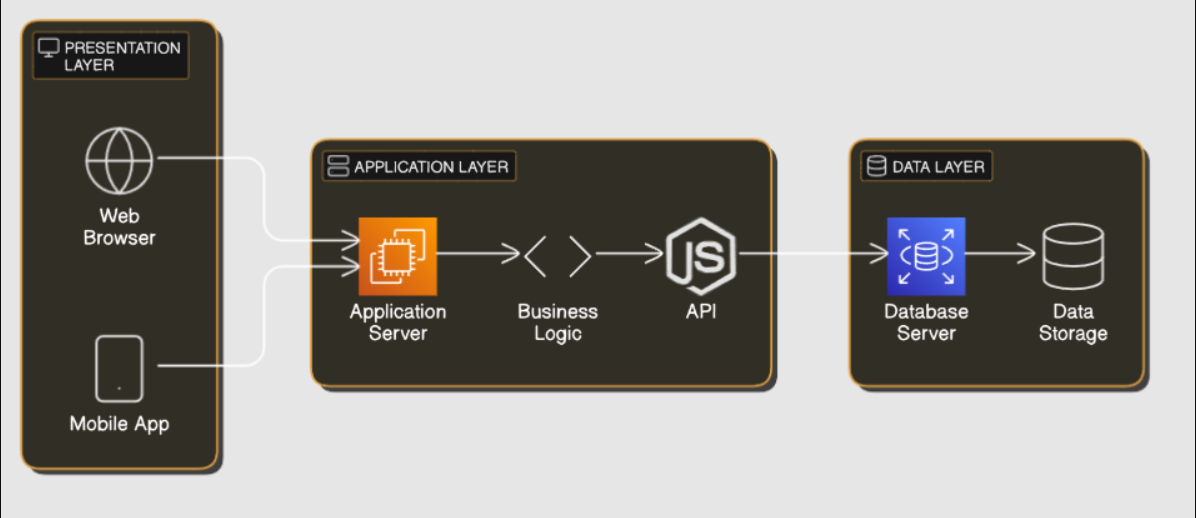 PRESENTATION
LAYER
Web
Browser
Mobile App
APPLICATION LAYER
Application
Server
Business
Logic
JS
API
DATA LAYER
Database
Server
Data
Storage